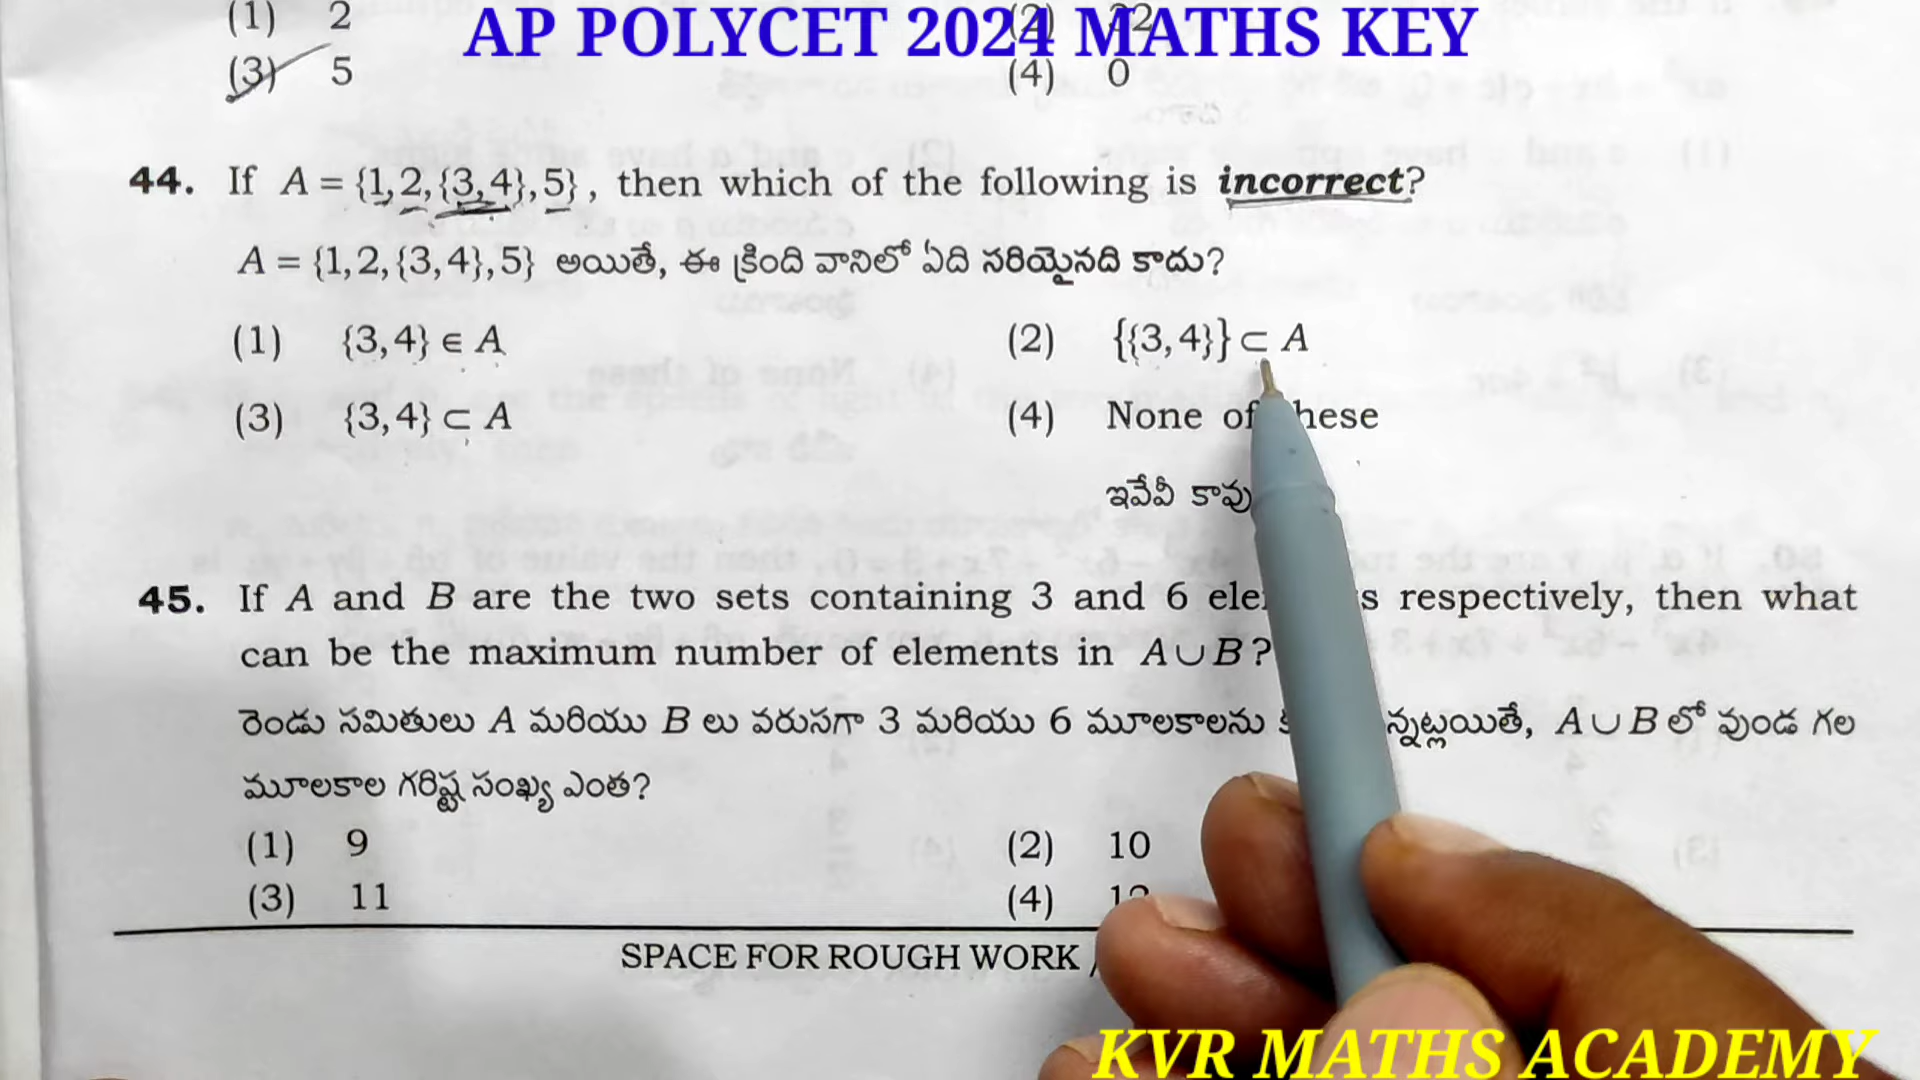 AP POLYCET 2024 MATHS KEY
(1) 2 (2)
(3) 5 (4) 0
44. If A = {1, 2, {3, 4}, 5}, then which of the following is incorrect?
A = {1, 2, {3, 4}, 5} అయితే, ఈ క్రింది వానిలో ఏది సరియైనది కాదు?
(1) {3, 4} ∈ A (2) {{3, 4}} ⊂ A
(3) {3, 4} ⊂ A (4) None of these
ఇవేవీ కావు
45. If A and B are the two sets containing 3 and 6 respectively, then what
can be the maximum number of elements in A ∪ B?
రెండు సమితులు A మరియు B లు వరుసగా 3 మరియు 6 మూలకాలను A ∪ B లో వుండ గల
మూలకాల గరిష్ట సంఖ్య ఎంత?
(1) 9 (2) 10
(3) 11 (4)
SPACE FOR ROUGH WORK /
KVR MATHS ACADEMY